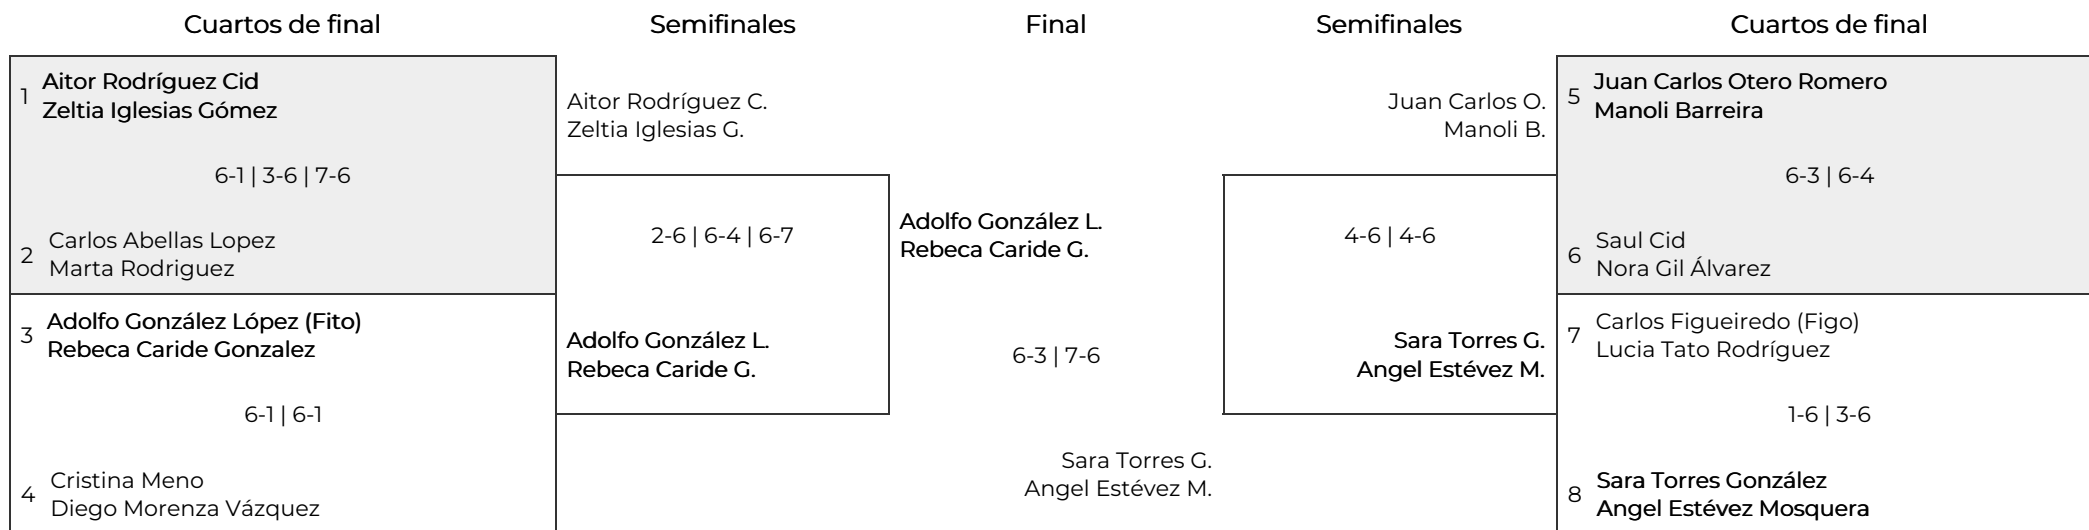 Cuartos de final
Semifinales
Final
Semifinales
Cuartos de final
1
Aitor Rodríguez Cid
Zeltia Iglesias Gómez
6-1 | 3-6 | 7-6
2
Carlos Abellas Lopez
Marta Rodriguez
3
Adolfo González López (Fito)
Rebeca Caride Gonzalez
6-1 | 6-1
4
Cristina Meno
Diego Morenza Vázquez
Aitor Rodríguez C.
Zeltia Iglesias G.
2-6 | 6-4 | 6-7
Adolfo González L.
Rebeca Caride G.
Adolfo González L.
Rebeca Caride G.
6-3 | 7-6
Sara Torres G.
Angel Estévez M.
Juan Carlos O.
Manoli B.
4-6 | 4-6
Sara Torres G.
Angel Estévez M.
5
Juan Carlos Otero Romero
Manoli Barreira
6-3 | 6-4
6
Saul Cid
Nora Gil Álvarez
7
Carlos Figueiredo (Figo)
Lucia Tato Rodríguez
1-6 | 3-6
8
Sara Torres González
Angel Estévez Mosquera